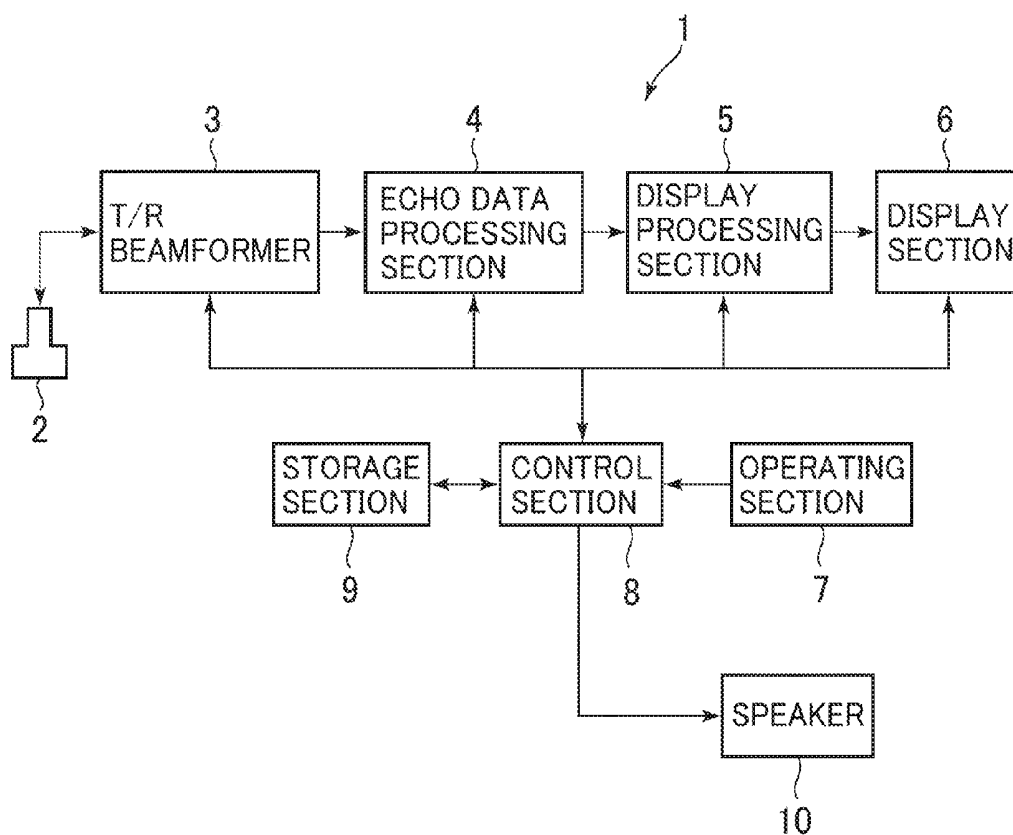 1
3
4
5
6
T/R
BEAMFORMER
ECHO DATA
PROCESSING
SECTION
DISPLAY
PROCESSING
SECTION
DISPLAY
SECTION
2
STORAGE
SECTION
CONTROL
SECTION
OPERATING
SECTION
9
8
7
SPEAKER
10